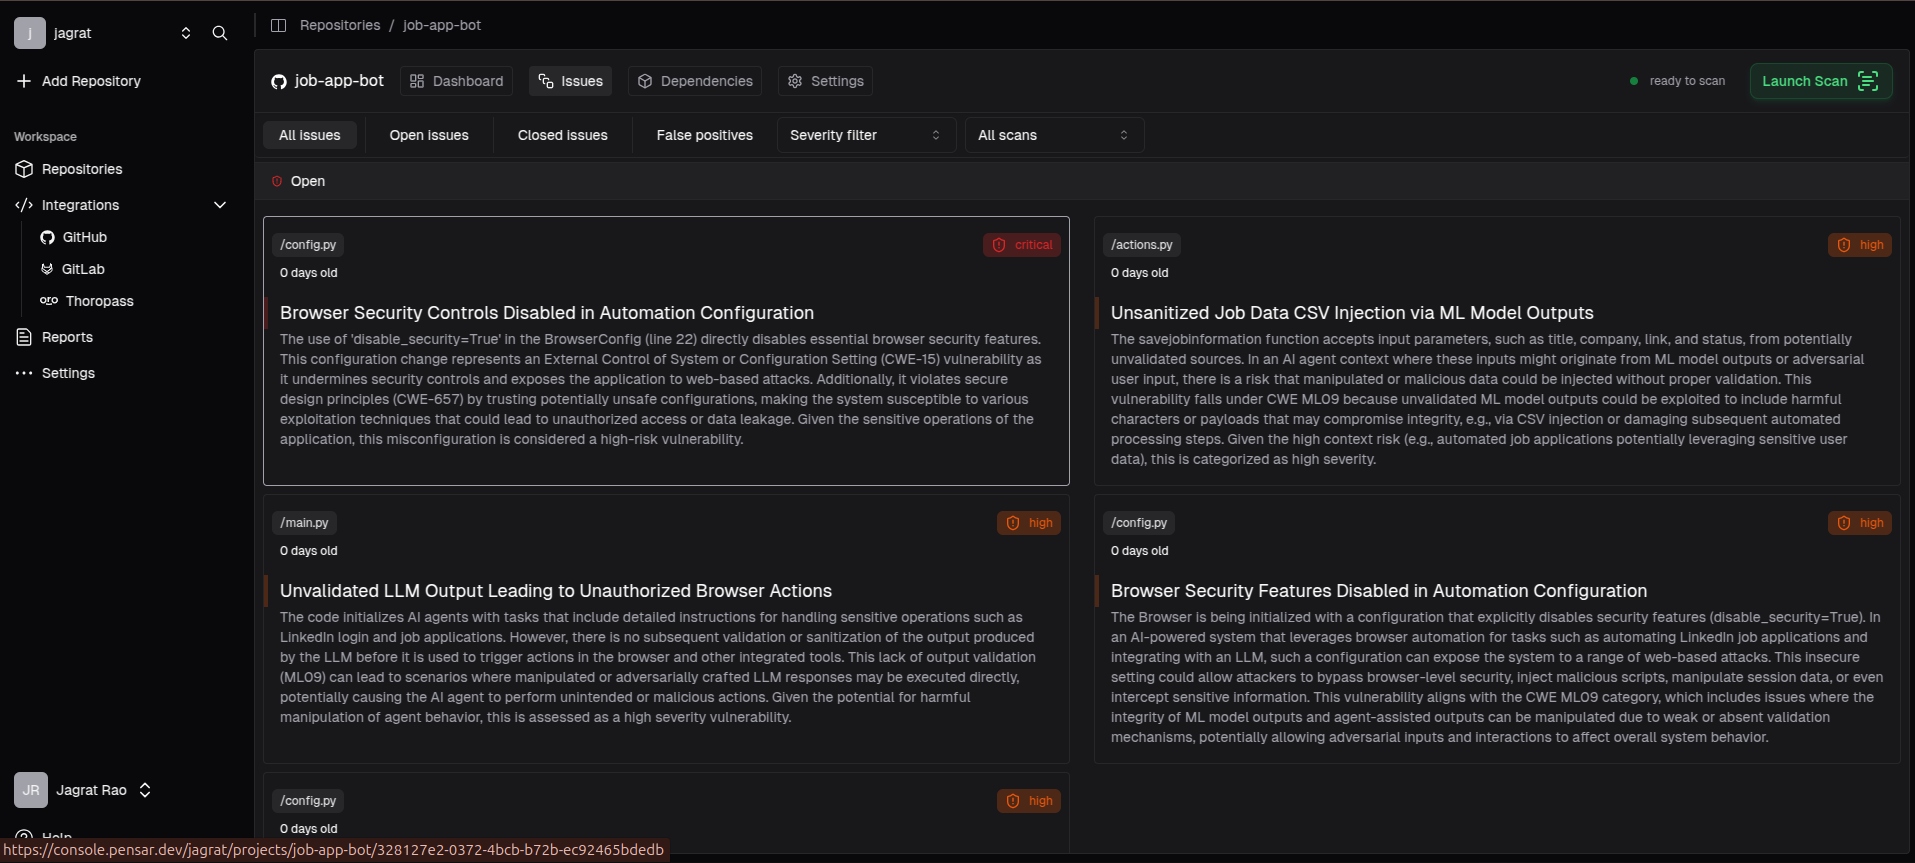 j jagrat
Add Repository
Workspace
Repositories
Integrations
GitHub
GitLab
Thoropass
Reports
Settings
JR Jagrat Rao
Help
Repositories / job-app-bot
job-app-bot Dashboard Issues Dependencies Settings ready to scan Launch Scan
All issues Open issues Closed issues False positives Severity filter All scans
Open
/config.py critical
0 days old
Browser Security Controls Disabled in Automation Configuration
The use of 'disable_security=True' in the BrowserConfig (line 22) directly disables essential browser security features.
This configuration change represents an External Control of System or Configuration Setting (CWE-15) vulnerability as
it undermines security controls and exposes the application to web-based attacks. Additionally, it violates secure
design principles (CWE-657) by trusting potentially unsafe configurations, making the system susceptible to various
exploitation techniques that could lead to unauthorized access or data leakage. Given the sensitive operations of the
application, this misconfiguration is considered a high-risk vulnerability.
/actions.py high
0 days old
Unsanitized Job Data CSV Injection via ML Model Outputs
The savejobinformation function accepts input parameters, such as title, company, link, and status, from potentially
unvalidated sources. In an AI agent context where these inputs might originate from ML model outputs or adversarial
user input, there is a risk that manipulated or malicious data could be injected without proper validation. This
vulnerability falls under CWE ML09 because unvalidated ML model outputs could be exploited to include harmful
characters or payloads that may compromise integrity, e.g., via CSV injection or damaging subsequent automated
processing steps. Given the high context risk (e.g., automated job applications potentially leveraging sensitive user
data), this is categorized as high severity.
/main.py high
0 days old
Unvalidated LLM Output Leading to Unauthorized Browser Actions
The code initializes AI agents with tasks that include detailed instructions for handling sensitive operations such as
LinkedIn login and job applications. However, there is no subsequent validation or sanitization of the output produced
by the LLM before it is used to trigger actions in the browser and other integrated tools. This lack of output validation
(ML09) can lead to scenarios where manipulated or adversarially crafted LLM responses may be executed directly,
potentially causing the AI agent to perform unintended or malicious actions. Given the potential for harmful
manipulation of agent behavior, this is assessed as a high severity vulnerability.
/config.py high
0 days old
Browser Security Features Disabled in Automation Configuration
The Browser is being initialized with a configuration that explicitly disables security features (disable_security=True). In
an AI-powered system that leverages browser automation for tasks such as automating LinkedIn job applications and
integrating with an LLM, such a configuration can expose the system to a range of web-based attacks. This insecure
setting could allow attackers to bypass browser-level security, inject malicious scripts, manipulate session data, or even
intercept sensitive information. This vulnerability aligns with the CWE ML09 category, which includes issues where the
integrity of ML model outputs and agent-assisted outputs can be manipulated due to weak or absent validation
mechanisms, potentially allowing adversarial inputs and interactions to affect overall system behavior.
/config.py high
0 days old
https://console.pensar.dev/jagrat/projects/job-app-bot/328127e2-0372-4bcb-b72b-ec92465bdedb